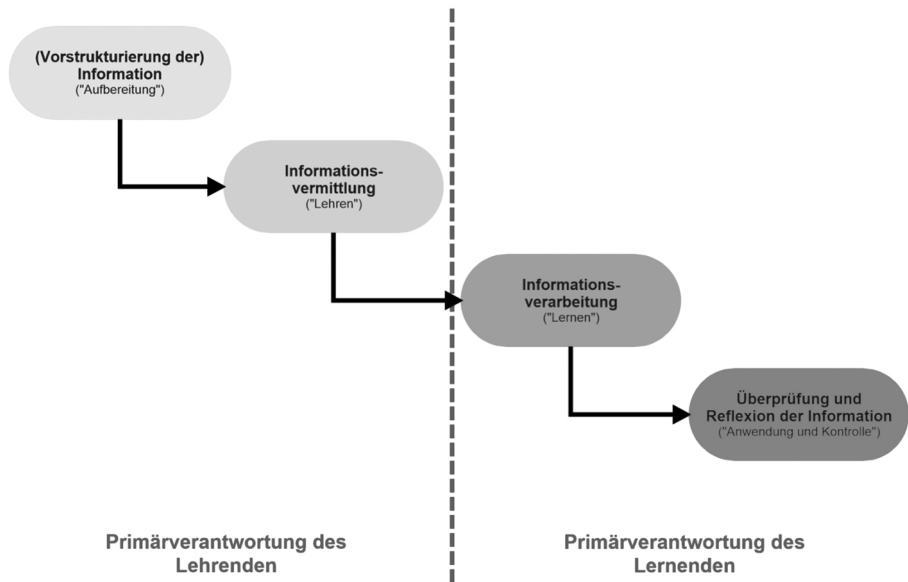 (Vorstrukturierung der)
Information
("Aufbereitung")
Informations-
vermittlung
("Lehren")
Informations-
verarbeitung
("Lernen")
Überprüfung und
Reflexion der Information
("Anwendung und Kontrolle")
Primärverantwortung des
Lehrenden
Primärverantwortung des
Lernenden